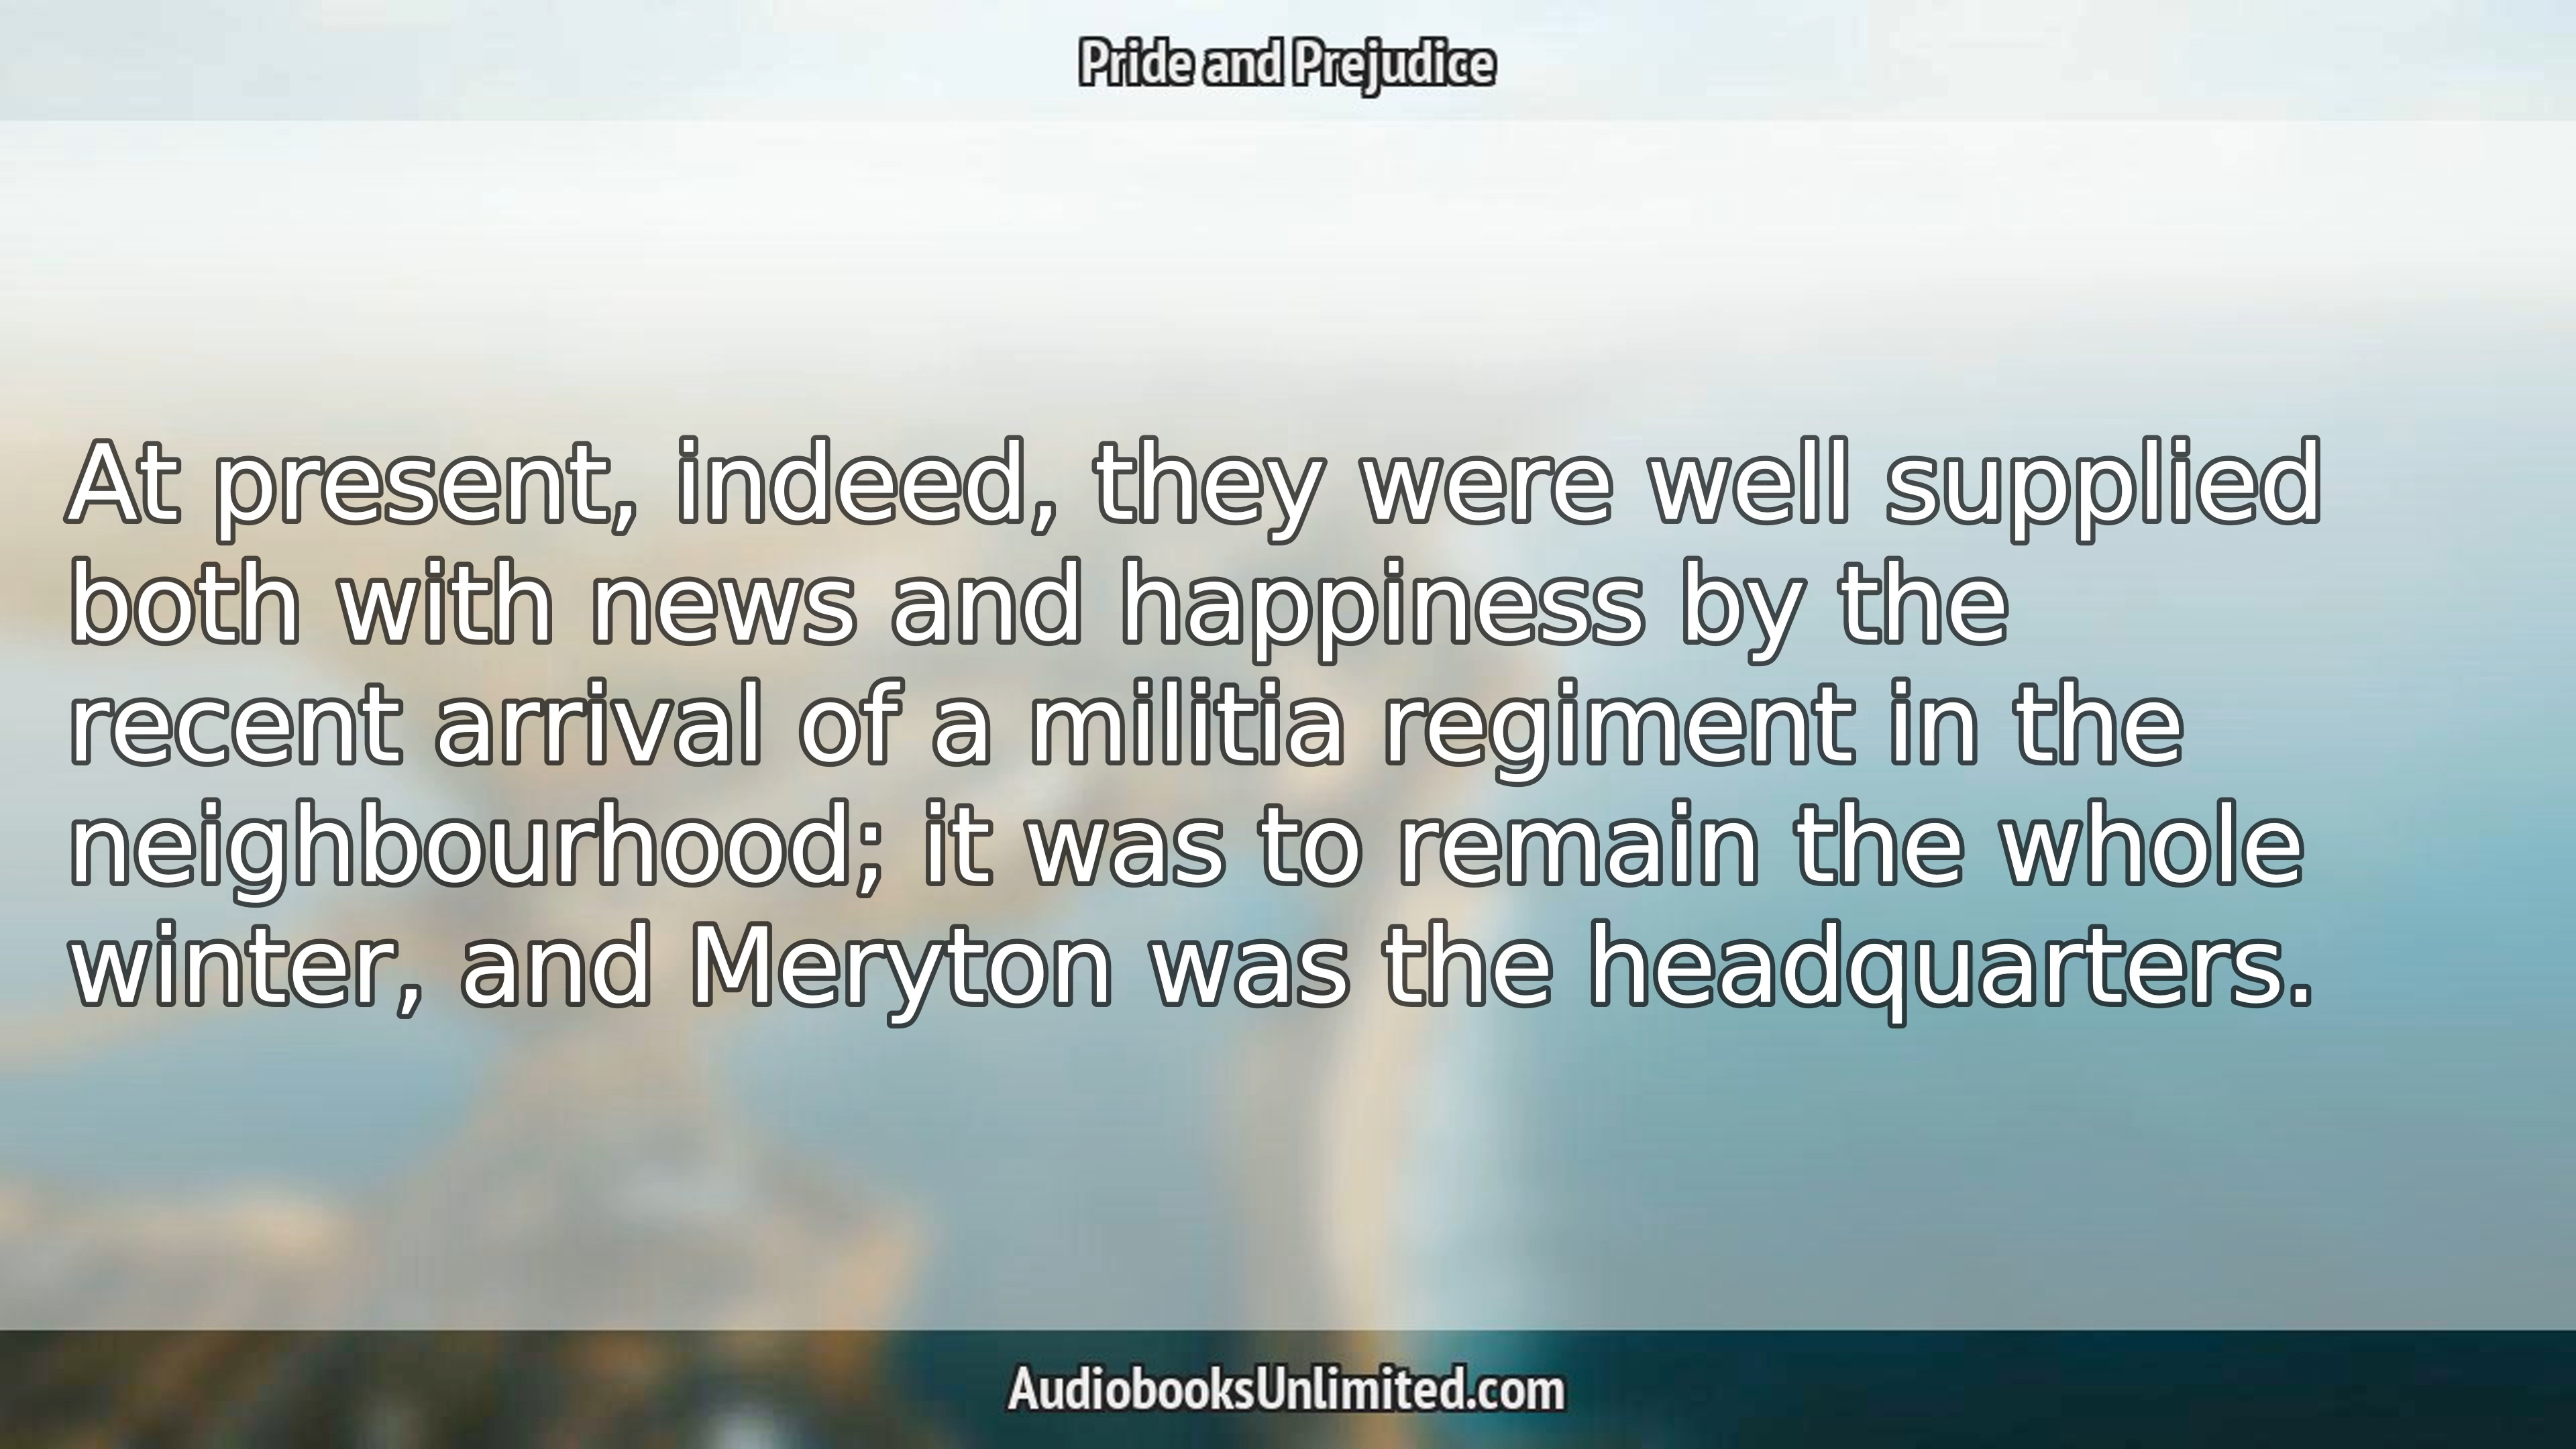 Pride and Prejudice
At present, indeed, they were well supplied
both with news and happiness by the
recent arrival of a militia regiment in the
neighbourhood; it was to remain the whole
winter, and Meryton was the headquarters.
AudiobooksUnlimited.com